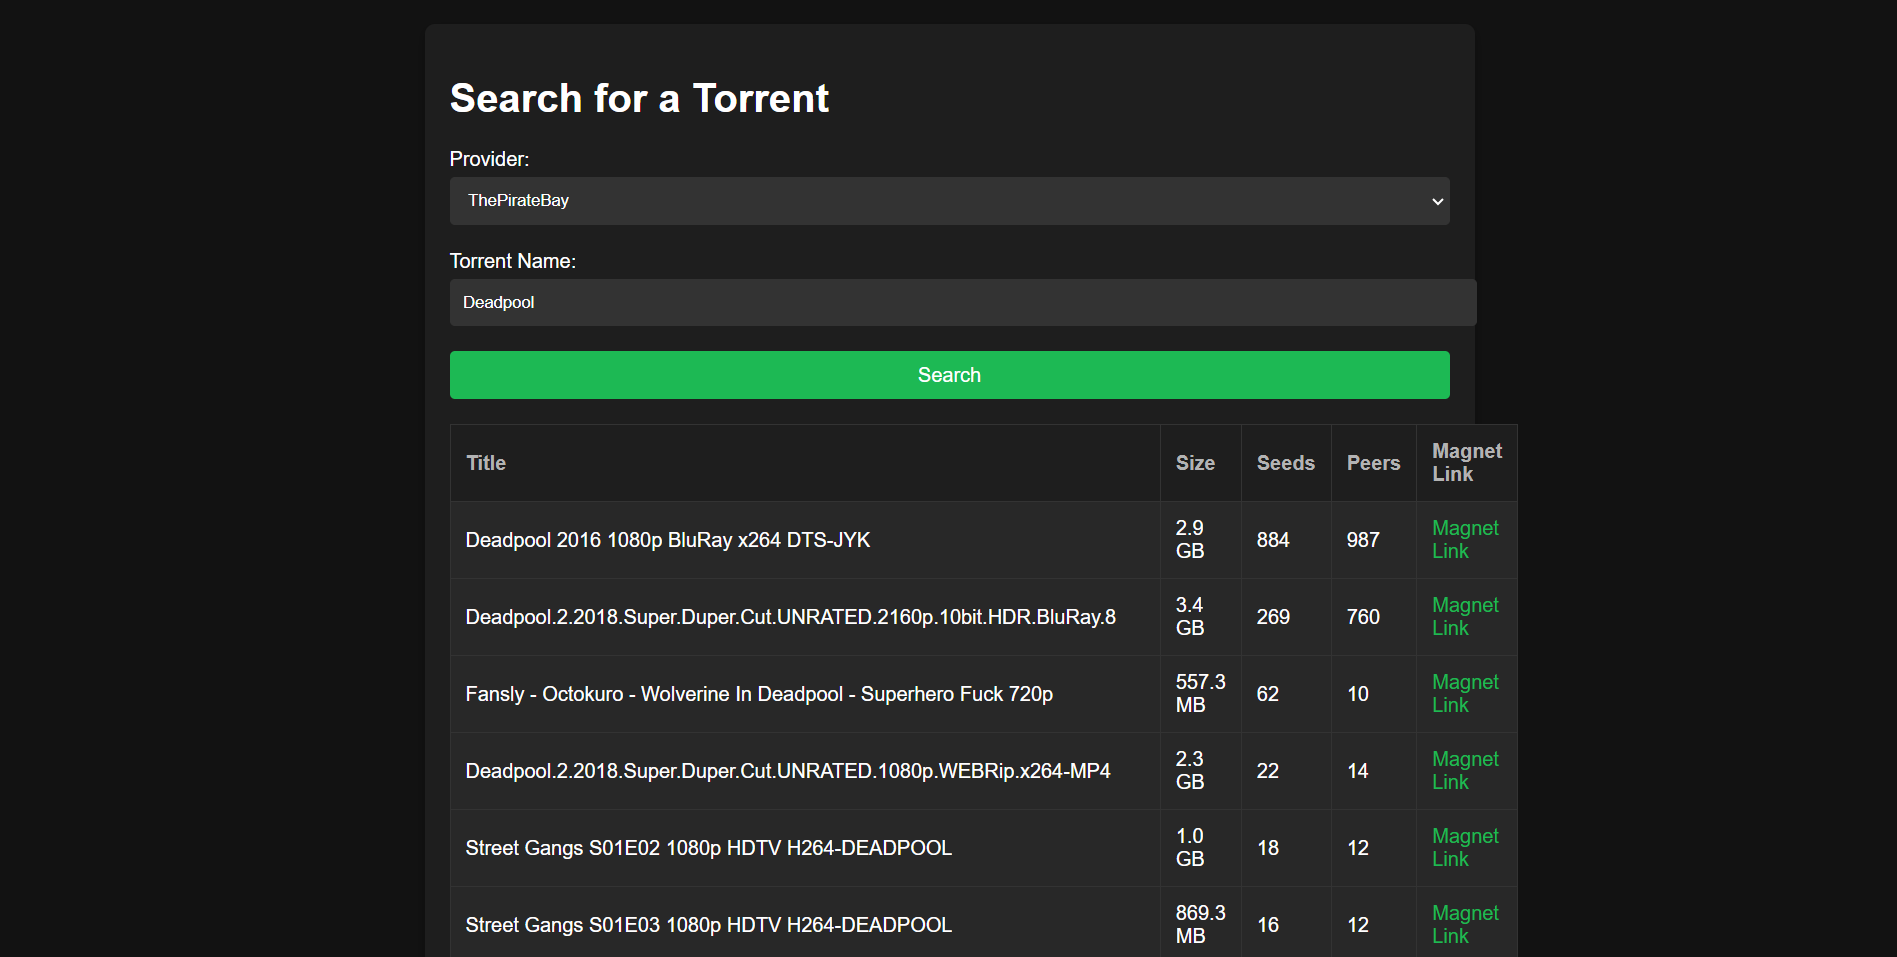 Search for a Torrent
Provider:
ThePirateBay
Torrent Name:
Deadpool
Search
Title Size Seeds Peers Magnet Link
Deadpool 2016 1080p BluRay x264 DTS-JYK 2.9 GB 884 987 Magnet Link
Deadpool.2.2018.Super.Duper.Cut.UNRATED.2160p.10bit.HDR.BluRay.8 3.4 GB 269 760 Magnet Link
Fansly - Octokuro - Wolverine In Deadpool - Superhero Fuck 720p 557.3 MB 62 10 Magnet Link
Deadpool.2.2018.Super.Duper.Cut.UNRATED.1080p.WEBRip.x264-MP4 2.3 GB 22 14 Magnet Link
Street Gangs S01E02 1080p HDTV H264-DEADPOOL 1.0 GB 18 12 Magnet Link
Street Gangs S01E03 1080p HDTV H264-DEADPOOL 869.3 MB 16 12 Magnet Link